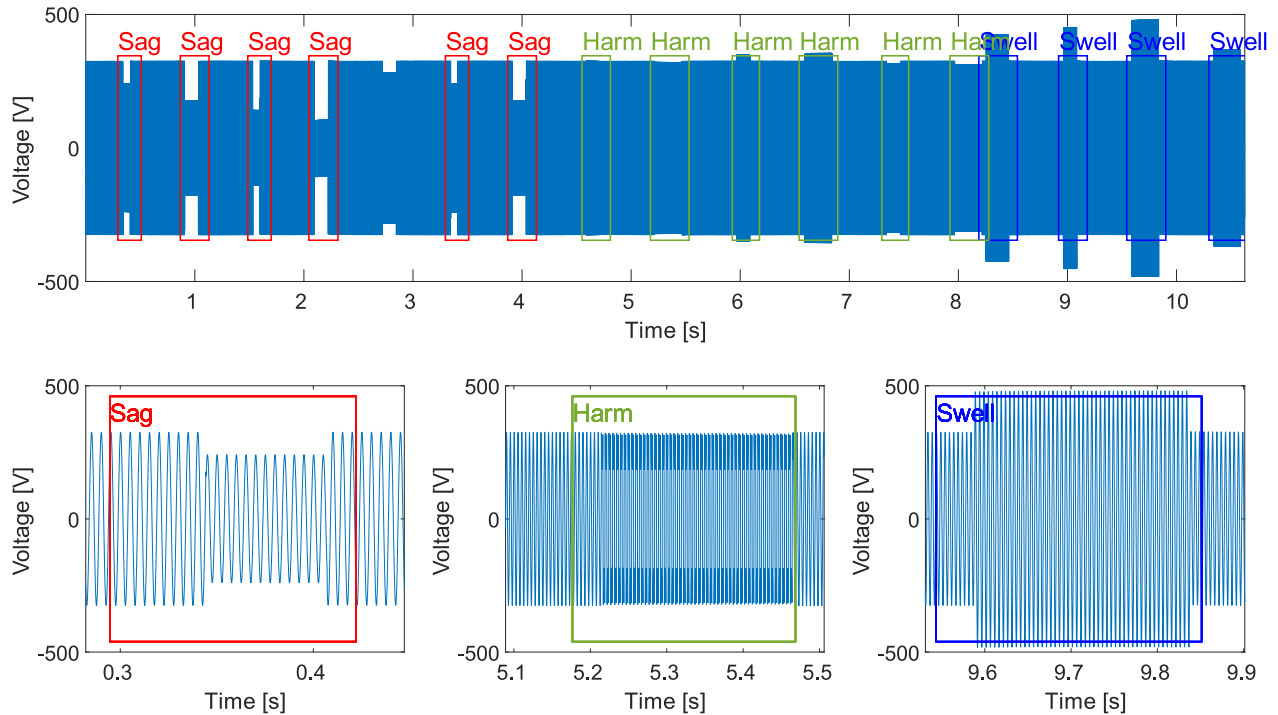 500
Sag Sag Sag Sag Sag Sag Harm Harm Harm Harm Harm Harm Swell Swell Swell Swell
Voltage [V]
0
-500
1 2 3 4 5 6 7 8 9 10
Time [s]
500
Sag
Voltage [V]
0
-500
0.3 0.4
Time [s]
500
Harm
Voltage [V]
0
-500
5.1 5.2 5.3 5.4 5.5
Time [s]
500
Swell
Voltage [V]
0
-500
9.6 9.7 9.8 9.9
Time [s]